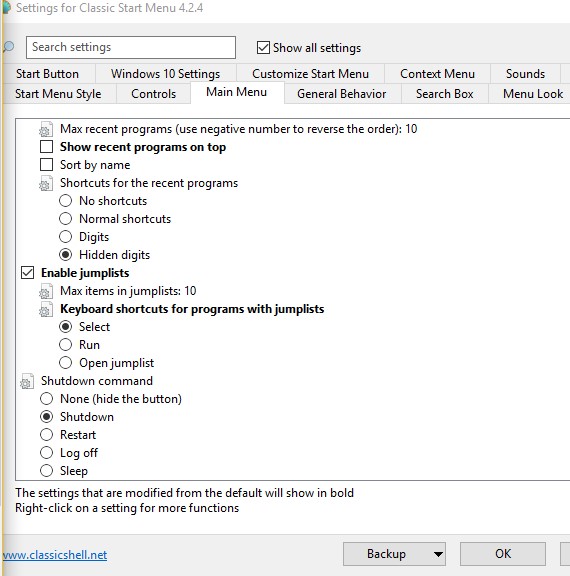 Settings for Classic Start Menu 4.2.4
Search settings
Show all settings
Start Button Windows 10 Settings Customize Start Menu Context Menu Sounds
Start Menu Style Controls Main Menu General Behavior Search Box Menu Look
Max recent programs (use negative number to reverse the order): 10
Show recent programs on top
Sort by name
Shortcuts for the recent programs
No shortcuts
Normal shortcuts
Digits
Hidden digits
Enable jumplists
Max items in jumplists: 10
Keyboard shortcuts for programs with jumplists
Select
Run
Open jumplist
Shutdown command
None (hide the button)
Shutdown
Restart
Log off
Sleep
The settings that are modified from the default will show in bold
Right-click on a setting for more functions
www.classicshell.net Backup OK